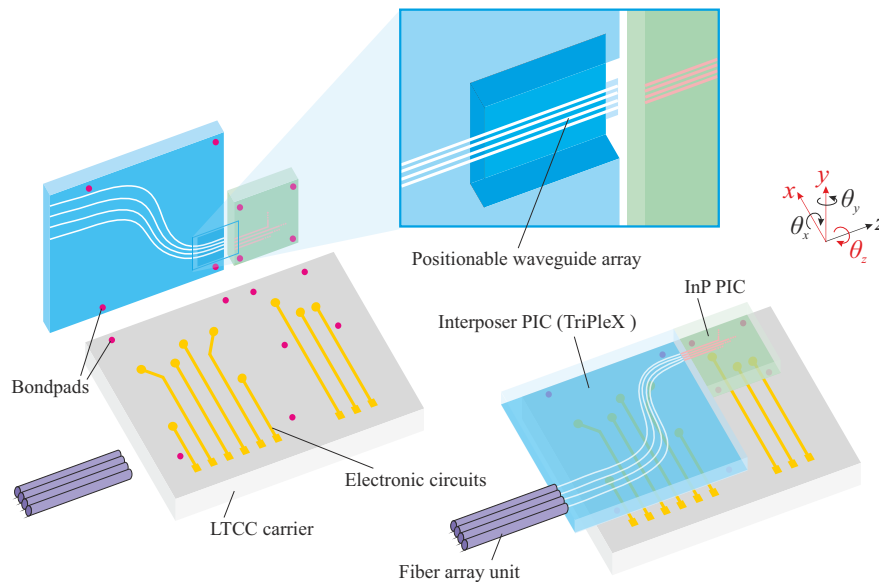 Positionable waveguide array
x
y
z
θy
θx
θz
InP PIC
Interposer PIC (TriPleX )
Bondpads
Electronic circuits
LTCC carrier
Fiber array unit